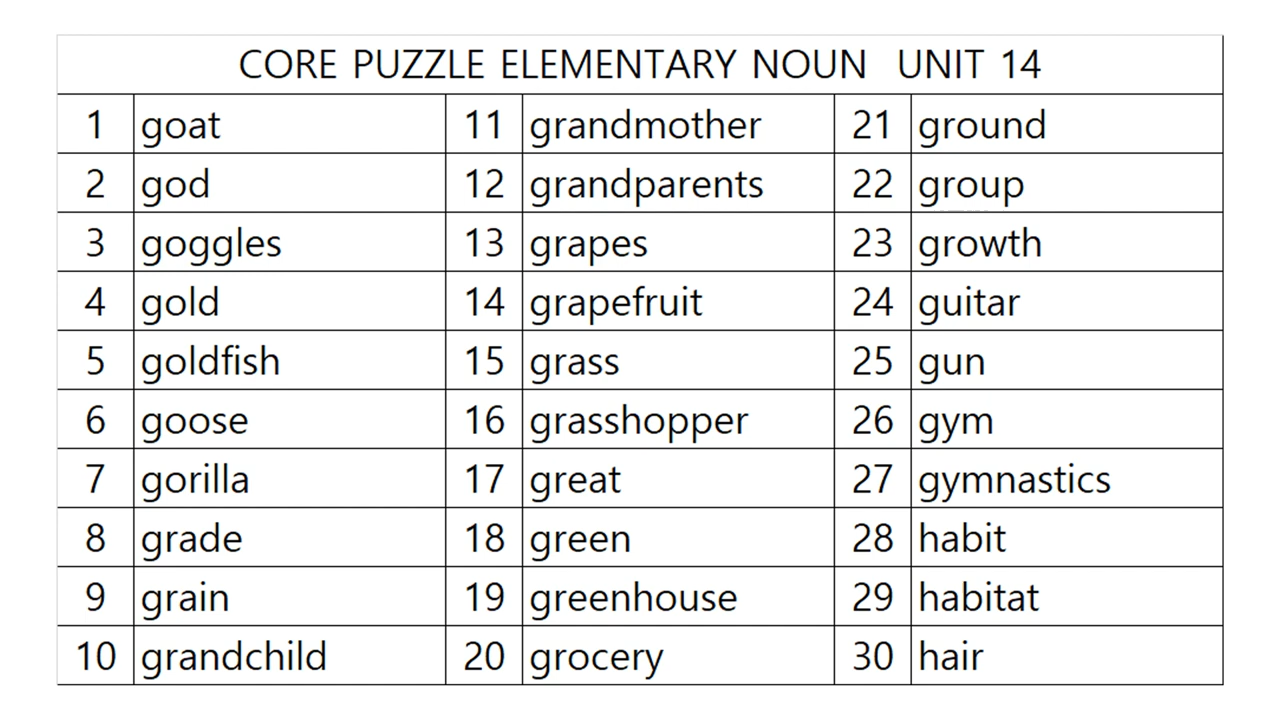 CORE PUZZLE ELEMENTARY NOUN  UNIT 14
1 goat 11 grandmother 21 ground
2 god 12 grandparents 22 group
3 goggles 13 grapes 23 growth
4 gold 14 grapefruit 24 guitar
5 goldfish 15 grass 25 gun
6 goose 16 grasshopper 26 gym
7 gorilla 17 great 27 gymnastics
8 grade 18 green 28 habit
9 grain 19 greenhouse 29 habitat
10 grandchild 20 grocery 30 hair